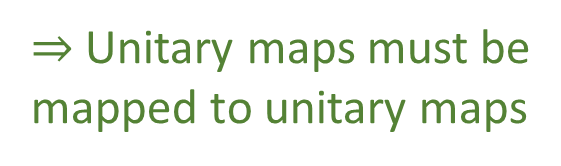 ⇒ Unitary maps must be
mapped to unitary maps